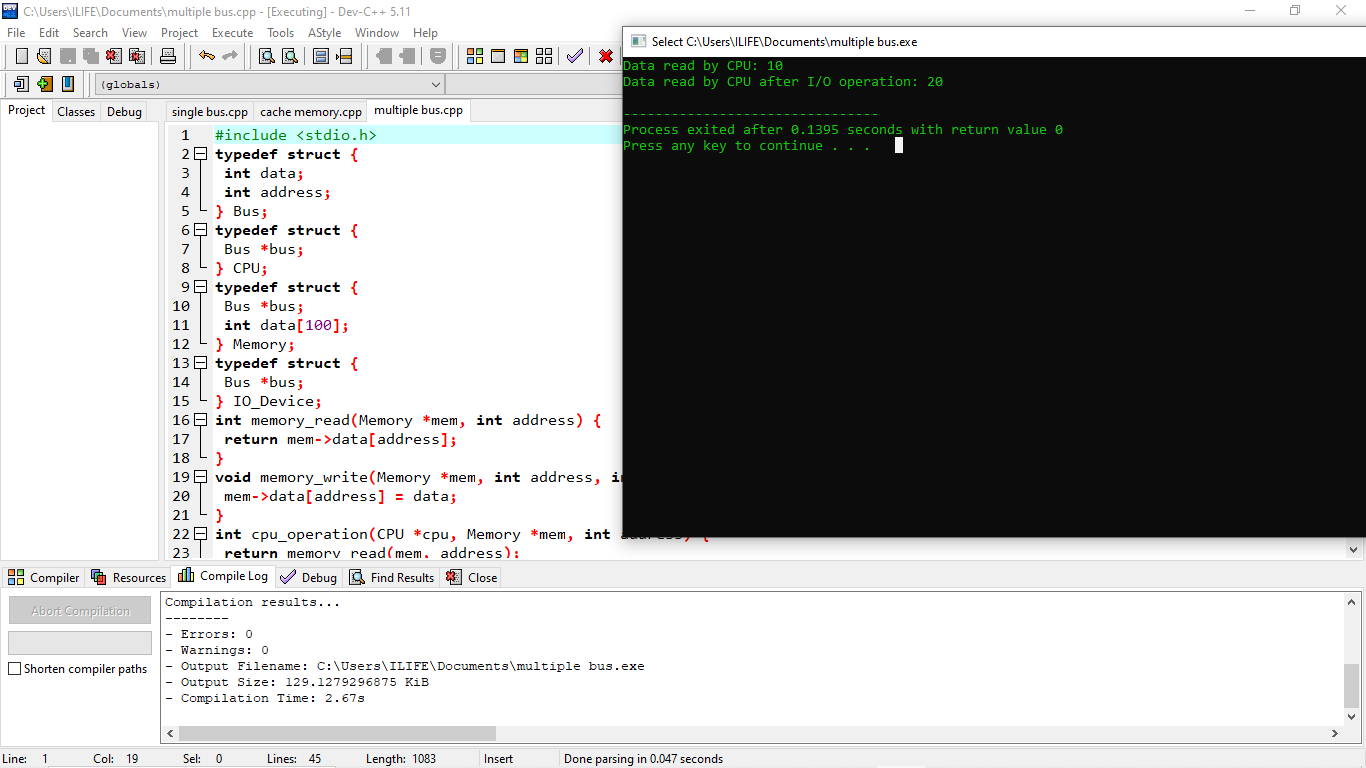 C:\Users\ILIFE\Documents\multiple bus.cpp - [Executing] - Dev-C++ 5.11
File Edit Search View Project Execute Tools AStyle Window Help
(globals)
Project Classes Debug
single bus.cpp cache memory.cpp multiple bus.cpp
1 #include <stdio.h>
2 typedef struct {
3 int data;
4 int address;
5 } Bus;
6 typedef struct {
7 Bus *bus;
8 } CPU;
9 typedef struct {
10 Bus *bus;
11 int data[100];
12 } Memory;
13 typedef struct {
14 Bus *bus;
15 } IO_Device;
16 int memory_read(Memory *mem, int address) {
17 return mem->data[address];
18 }
19 void memory_write(Memory *mem, int address, in
20 mem->data[address] = data;
21 }
22 int cpu_operation(CPU *cpu, Memory *mem, int address) {
23 return memory_read(mem, address);
Select C:\Users\ILIFE\Documents\multiple bus.exe
Data read by CPU: 10
Data read by CPU after I/O operation: 20
--------------------------------
Process exited after 0.1395 seconds with return value 0
Press any key to continue . . .
Compiler Resources Compile Log Debug Find Results Close
Abort Compilation
Shorten compiler paths
Compilation results...
--------
- Errors: 0
- Warnings: 0
- Output Filename: C:\Users\ILIFE\Documents\multiple bus.exe
- Output Size: 129.1279296875 KiB
- Compilation Time: 2.67s
Line: 1 Col: 19 Sel: 0 Lines: 45 Length: 1083 Insert Done parsing in 0.047 seconds